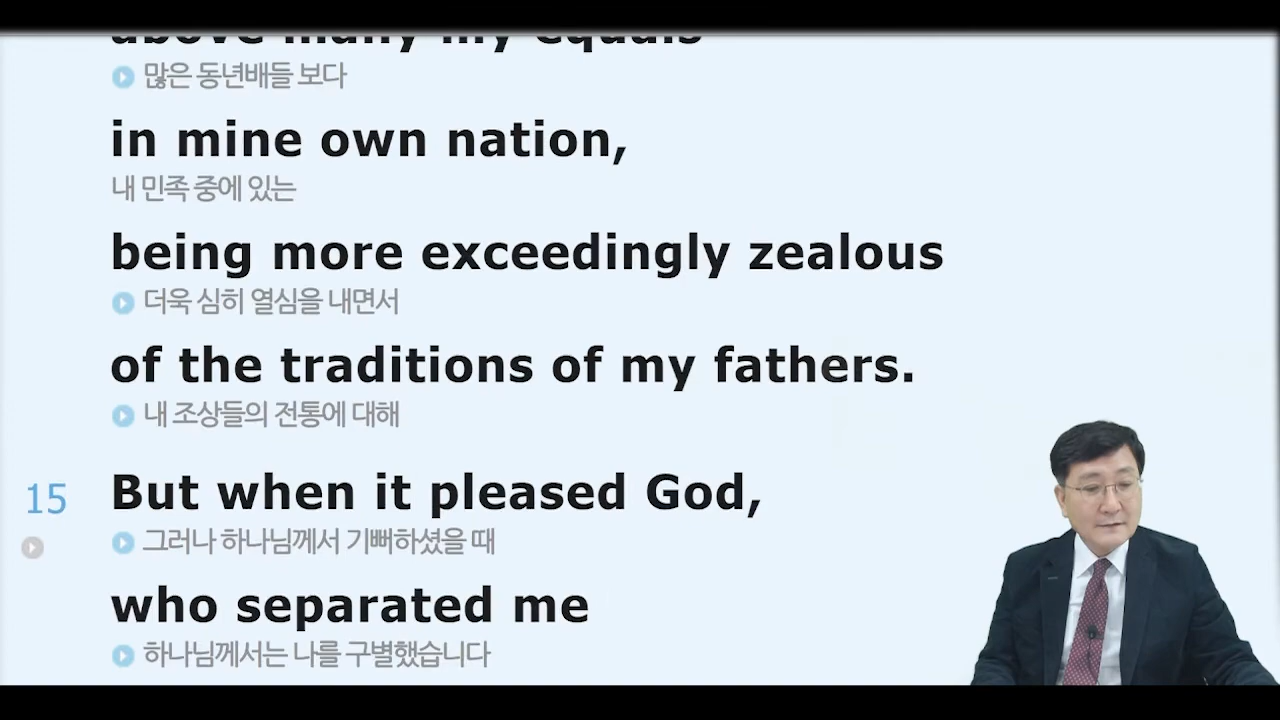 above many my equals
많은 동년배들 보다
in mine own nation,
내 민족 중에 있는
being more exceedingly zealous
더욱 심히 열심을 내면서
of the traditions of my fathers.
내 조상들의 전통에 대해
15 But when it pleased God,
그러나 하나님께서 기뻐하셨을 때
who separated me
하나님께서는 나를 구별했습니다